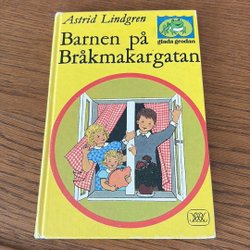 Astrid Lindgren
glada grodan
Barnen på
Bråkmakargatan